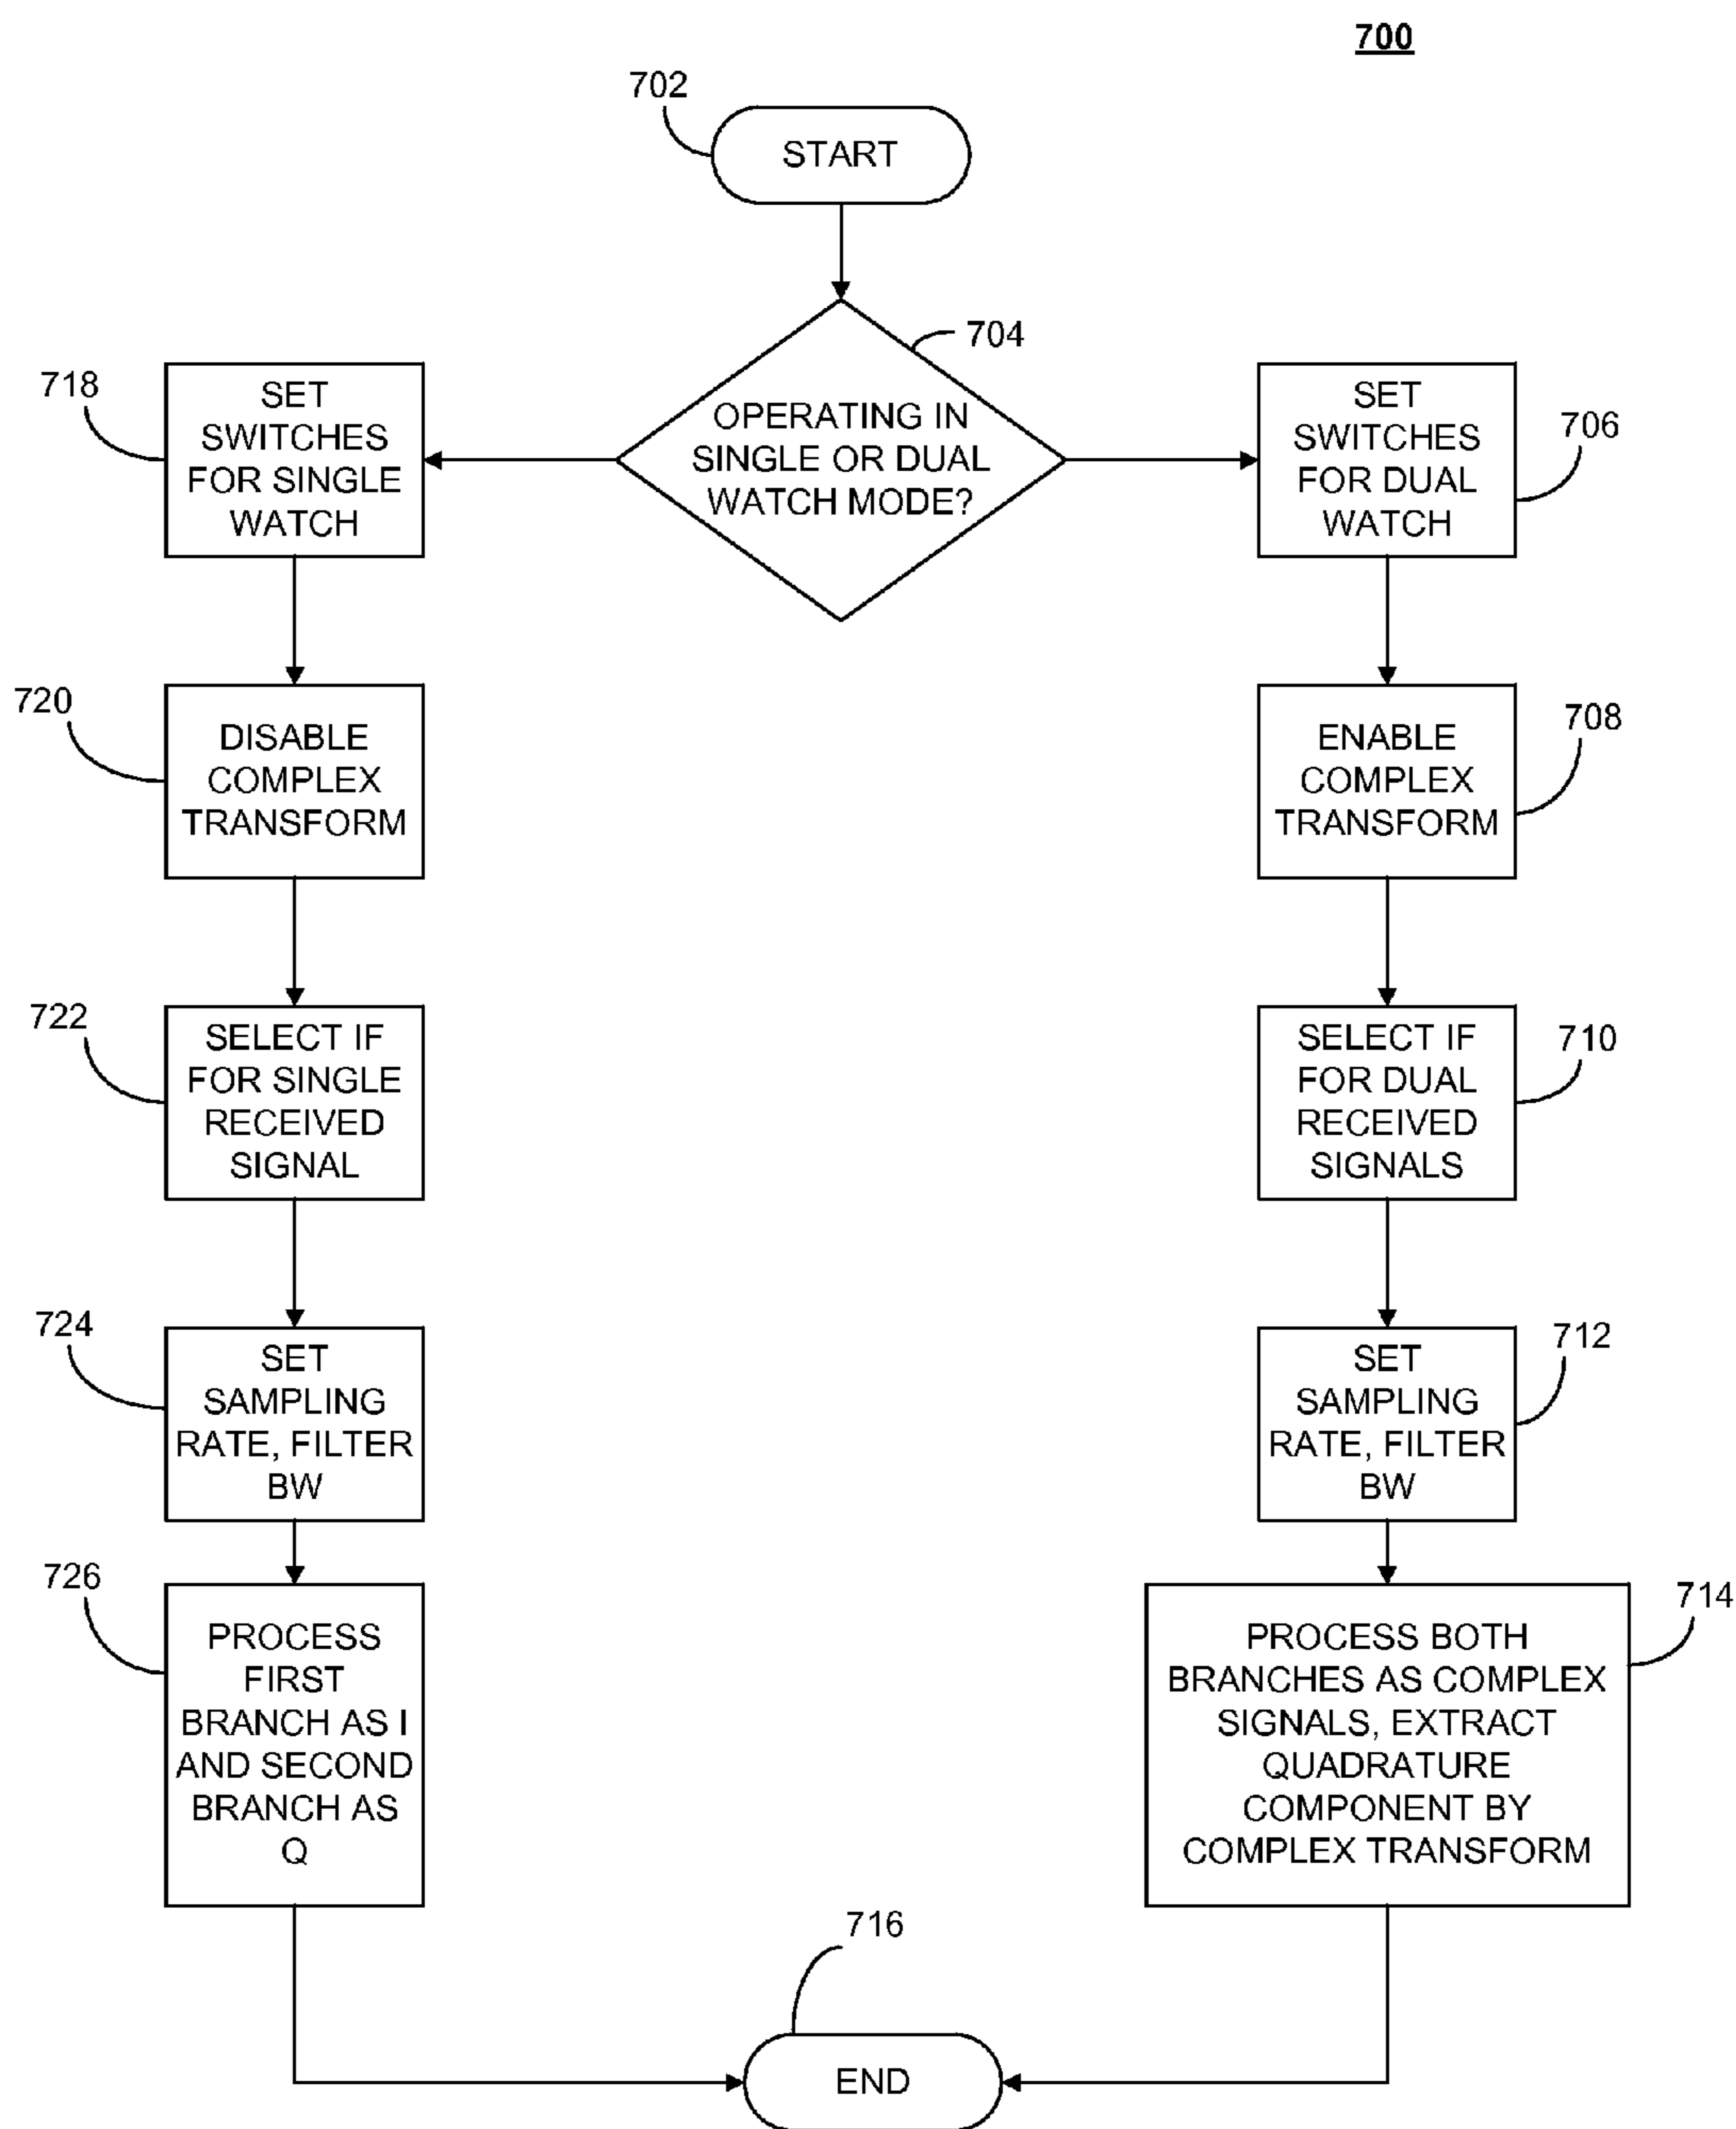 700
702
START
704
OPERATING IN
SINGLE OR DUAL
WATCH MODE?
718
SET
SWITCHES
FOR SINGLE
WATCH
706
SET
SWITCHES
FOR DUAL
WATCH
720
DISABLE
COMPLEX
TRANSFORM
708
ENABLE
COMPLEX
TRANSFORM
722
SELECT IF
FOR SINGLE
RECEIVED
SIGNAL
710
SELECT IF
FOR DUAL
RECEIVED
SIGNALS
724
SET
SAMPLING
RATE, FILTER
BW
712
SET
SAMPLING
RATE, FILTER
BW
726
PROCESS
FIRST
BRANCH AS I
AND SECOND
BRANCH AS
Q
714
PROCESS BOTH
BRANCHES AS COMPLEX
SIGNALS, EXTRACT
QUADRATURE
COMPONENT BY
COMPLEX TRANSFORM
716
END